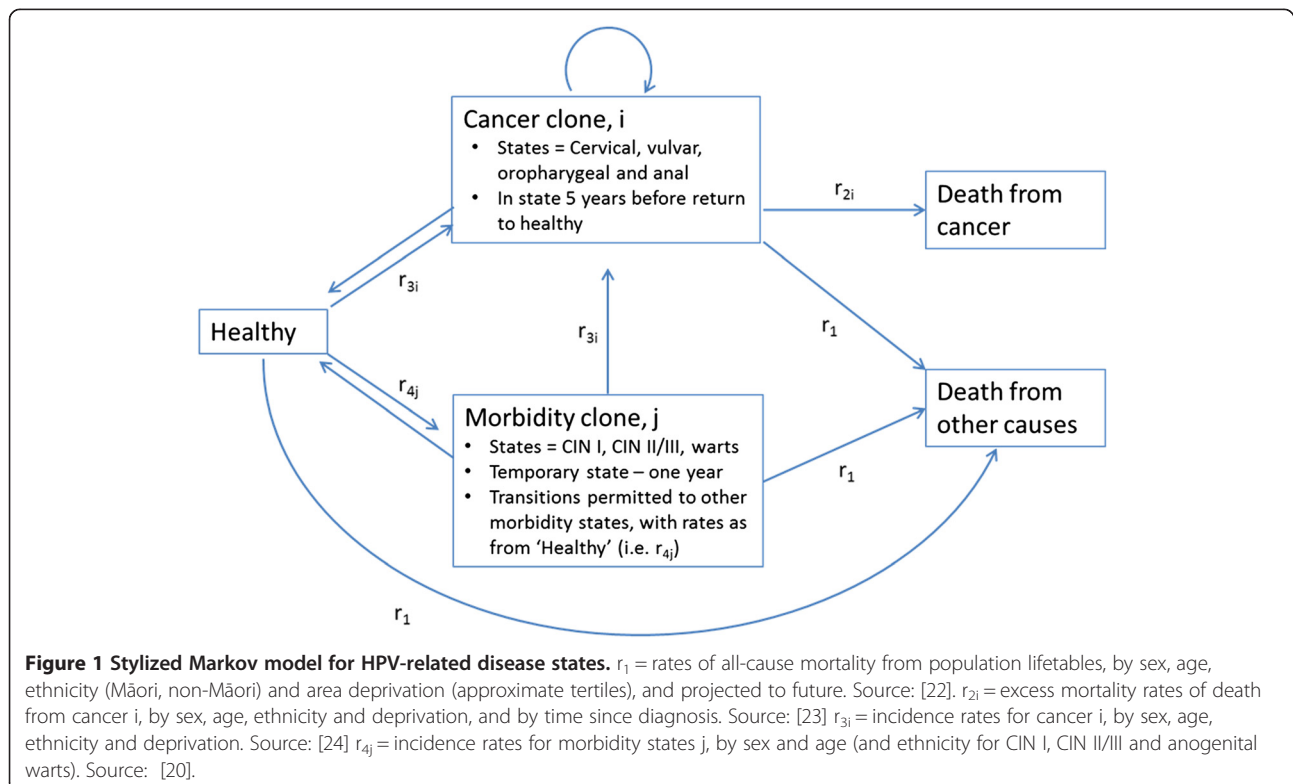 Cancer clone, i
• States = Cervical, vulvar,
oropharygeal and anal
• In state 5 years before return
to healthy
r2i
Death from
cancer
r3i
Healthy
r3i
r1
r4j
Morbidity clone, j
• States = CIN I, CIN II/III, warts
• Temporary state – one year
• Transitions permitted to other
morbidity states, with rates as
from ‘Healthy’ (i.e. r4j)
Death from
other causes
r1
r1
Figure 1 Stylized Markov model for HPV-related disease states. r1 = rates of all-cause mortality from population lifetables, by sex, age,
ethnicity (Māori, non-Māori) and area deprivation (approximate tertiles), and projected to future. Source: [22]. r2i = excess mortality rates of death
from cancer i, by sex, age, ethnicity and deprivation, and by time since diagnosis. Source: [23] r3i = incidence rates for cancer i, by sex, age,
ethnicity and deprivation. Source: [24] r4j = incidence rates for morbidity states j, by sex and age (and ethnicity for CIN I, CIN II/III and anogenital
warts). Source: [20].